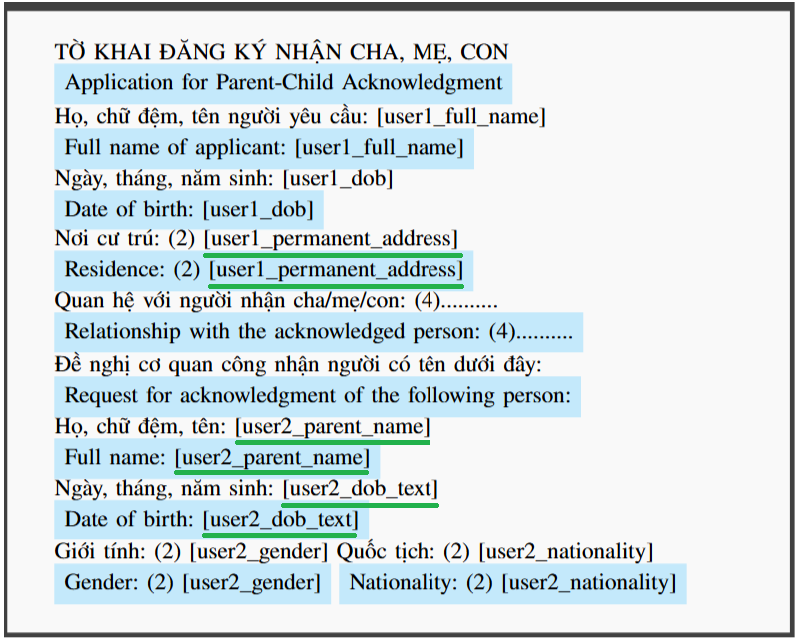 TỜ KHAI ĐĂNG KÝ NHẬN CHA, MẸ, CON
Application for Parent-Child Acknowledgment
Họ, chữ đệm, tên người yêu cầu: [user1_full_name]
Full name of applicant: [user1_full_name]
Ngày, tháng, năm sinh: [user1_dob]
Date of birth: [user1_dob]
Nơi cư trú: (2) [user1_permanent_address]
Residence: (2) [user1_permanent_address]
Quan hệ với người nhận cha/mẹ/con: (4)..........
Relationship with the acknowledged person: (4)..........
Đề nghị cơ quan công nhận người có tên dưới đây:
Request for acknowledgment of the following person:
Họ, chữ đệm, tên: [user2_parent_name]
Full name: [user2_parent_name]
Ngày, tháng, năm sinh: [user2_dob_text]
Date of birth: [user2_dob_text]
Giới tính: (2) [user2_gender] Quốc tịch: (2) [user2_nationality]
Gender: (2) [user2_gender] Nationality: (2) [user2_nationality]